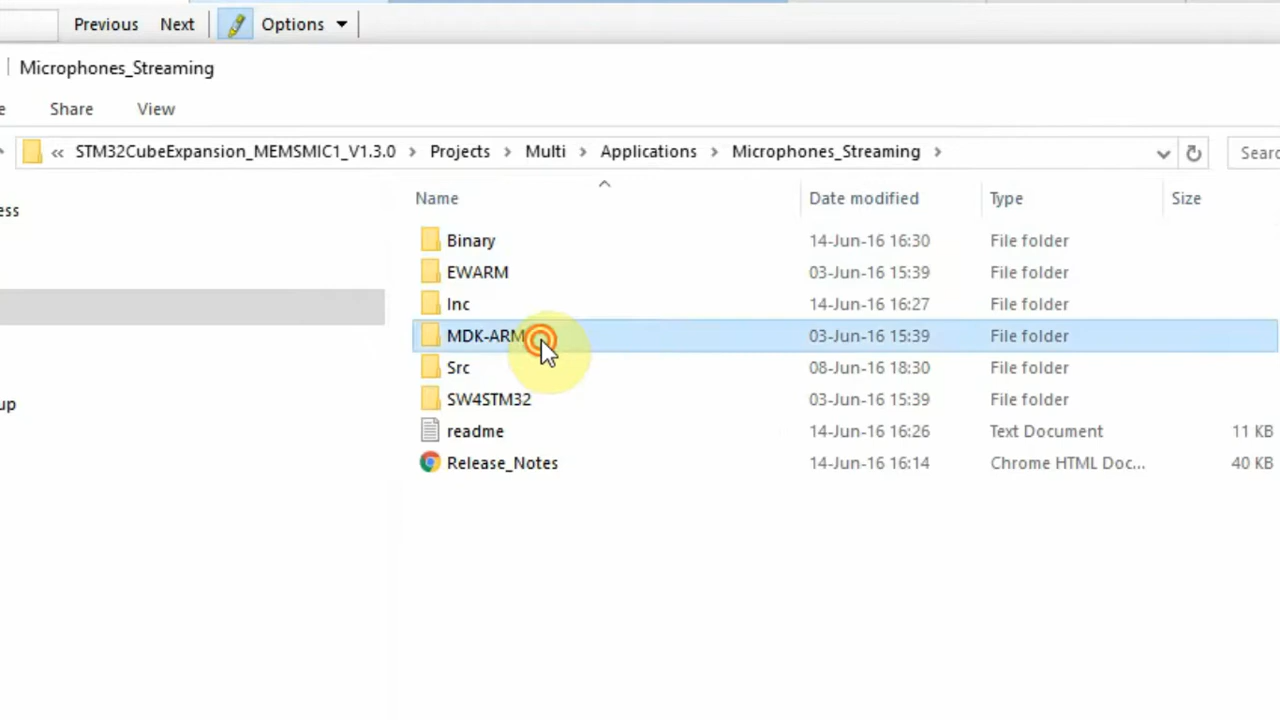 Previous Next Options
Microphones_Streaming
e Share View
« STM32CubeExpansion_MEMSMIC1_V1.3.0 > Projects > Multi > Applications > Microphones_Streaming > Searc
Name Date modified Type Size
ess
Binary 14-Jun-16 16:30 File folder
EWARM 03-Jun-16 15:39 File folder
Inc 14-Jun-16 16:27 File folder
MDK-ARM 03-Jun-16 15:39 File folder
Src 08-Jun-16 18:30 File folder
SW4STM32 03-Jun-16 15:39 File folder
up
readme 14-Jun-16 16:26 Text Document 11 KB
Release_Notes 14-Jun-16 16:14 Chrome HTML Doc... 40 KB